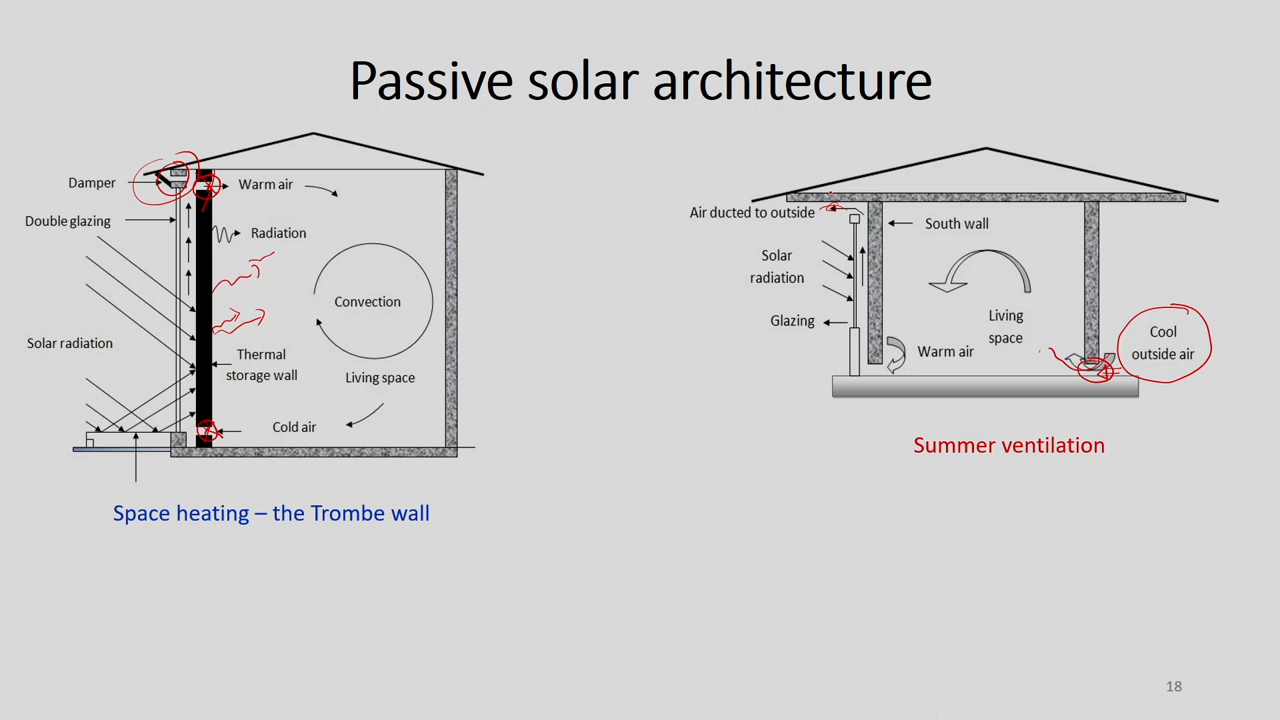 Passive solar architecture
Damper
Warm air
Double glazing
Radiation
Convection
Solar radiation
Thermal
storage wall
Living space
Cold air
Space heating – the Trombe wall
Air ducted to outside
South wall
Solar
radiation
Glazing
Living
space
Warm air
Cool
outside air
Summer ventilation
18